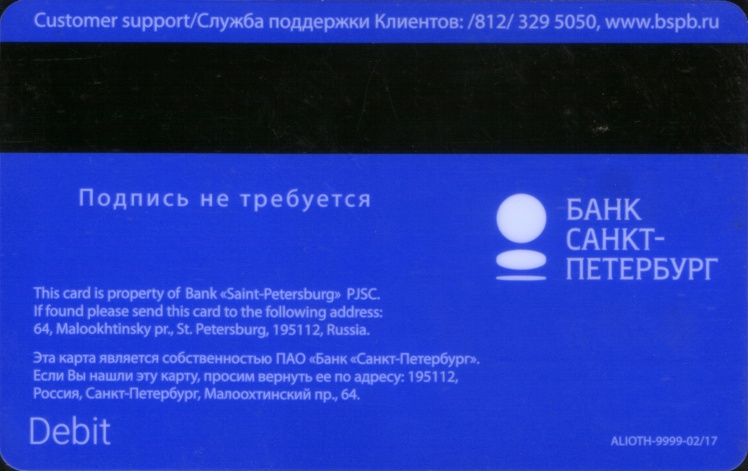 Customer support/Служба поддержки Клиентов: /812/ 329 5050, www.bspb.ru
Подпись не требуется
БАНК
САНКТ-
ПЕТЕРБУРГ
This card is property of Bank «Saint-Petersburg» PJSC.
If found please send this card to the following address:
64, Malookhtinsky pr., St. Petersburg, 195112, Russia.
Эта карта является собственностью ПАО «Банк «Санкт-Петербург».
Если Вы нашли эту карту, просим вернуть ее по адресу: 195112,
Россия, Санкт-Петербург, Малоохтинский пр., 64.
Debit
ALIOTH-9999-02/17